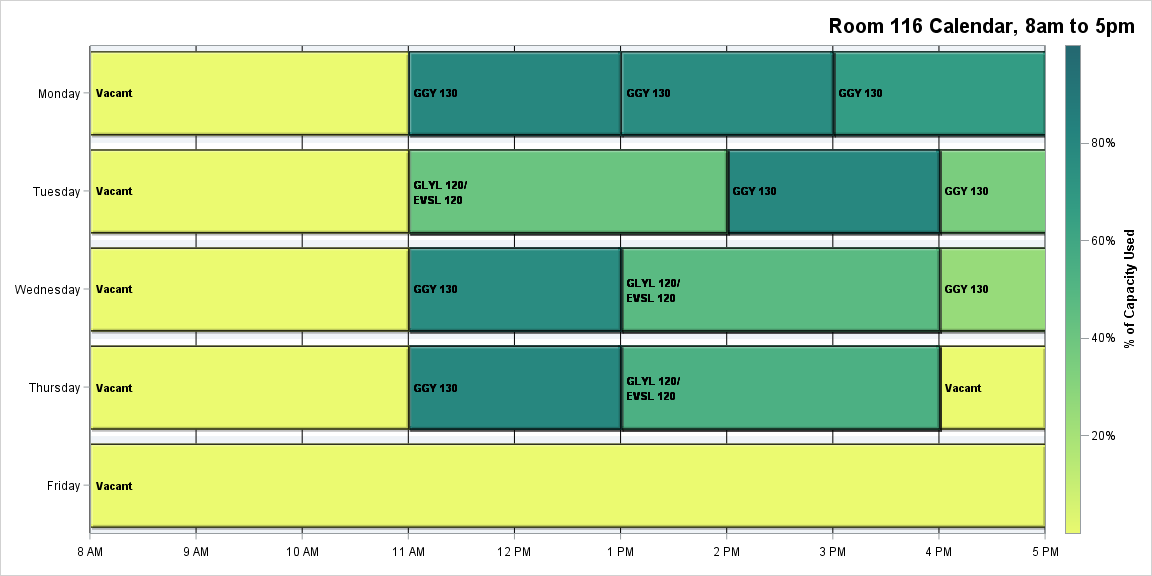 Room 116 Calendar, 8am to 5pm
Monday
Vacant
GGY 130
GGY 130
GGY 130
Tuesday
Vacant
GLYL 120/
EVSL 120
GGY 130
GGY 130
Wednesday
Vacant
GGY 130
GLYL 120/
EVSL 120
GGY 130
Thursday
Vacant
GGY 130
GLYL 120/
EVSL 120
Vacant
Friday
Vacant
8 AM
9 AM
10 AM
11 AM
12 PM
1 PM
2 PM
3 PM
4 PM
5 PM
80%
60%
40%
20%
% of Capacity Used